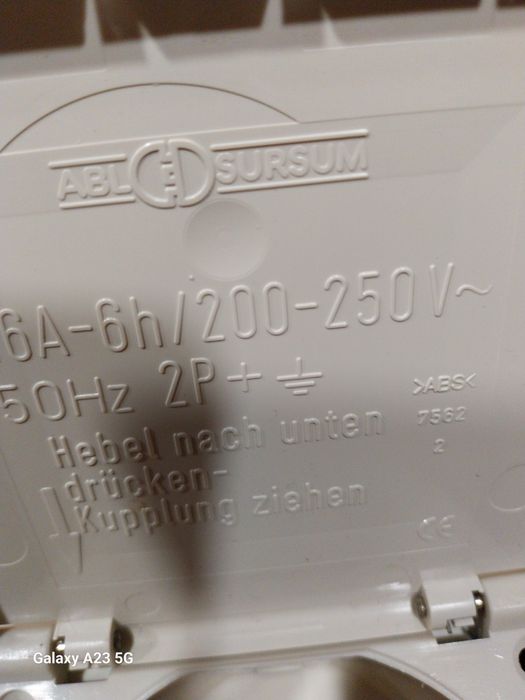 ABL SURSUM
16A-6h/200-250V~
50Hz 2P+⏚
>ABS<
7562
2
Hebel nach unten
drücken-
Kupplung ziehen
CE
Galaxy A23 5G